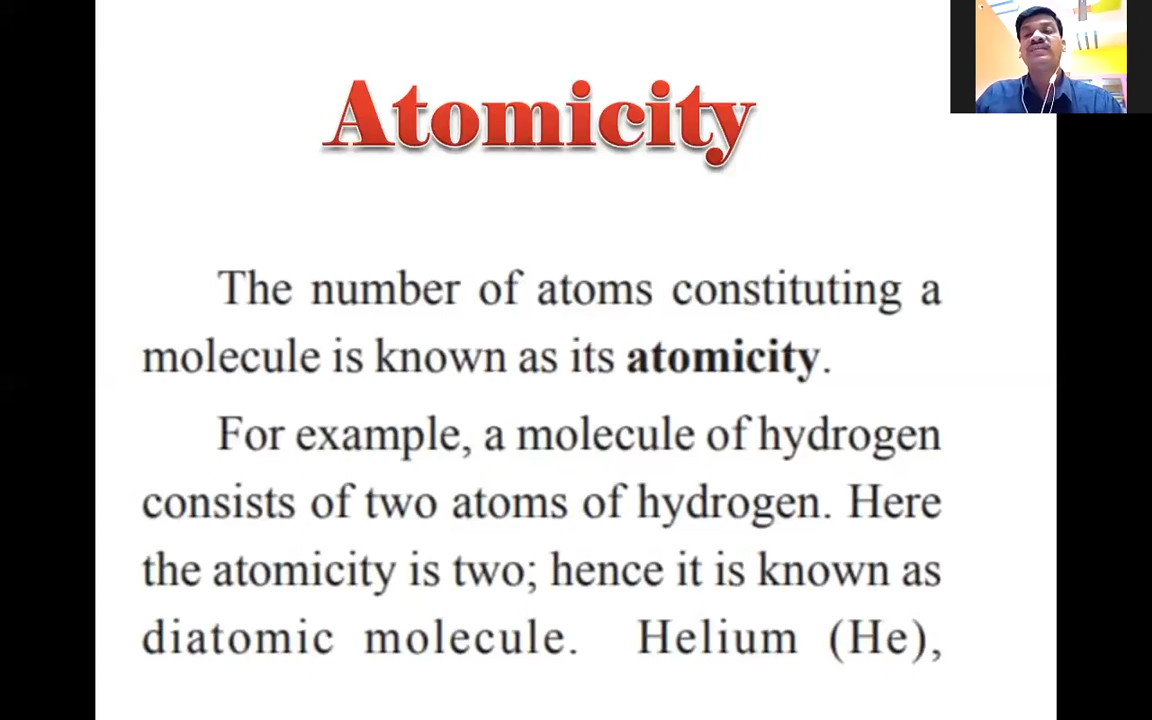 Atomicity
The number of atoms constituting a
molecule is known as its atomicity.
For example, a molecule of hydrogen
consists of two atoms of hydrogen. Here
the atomicity is two; hence it is known as
diatomic molecule. Helium (He),